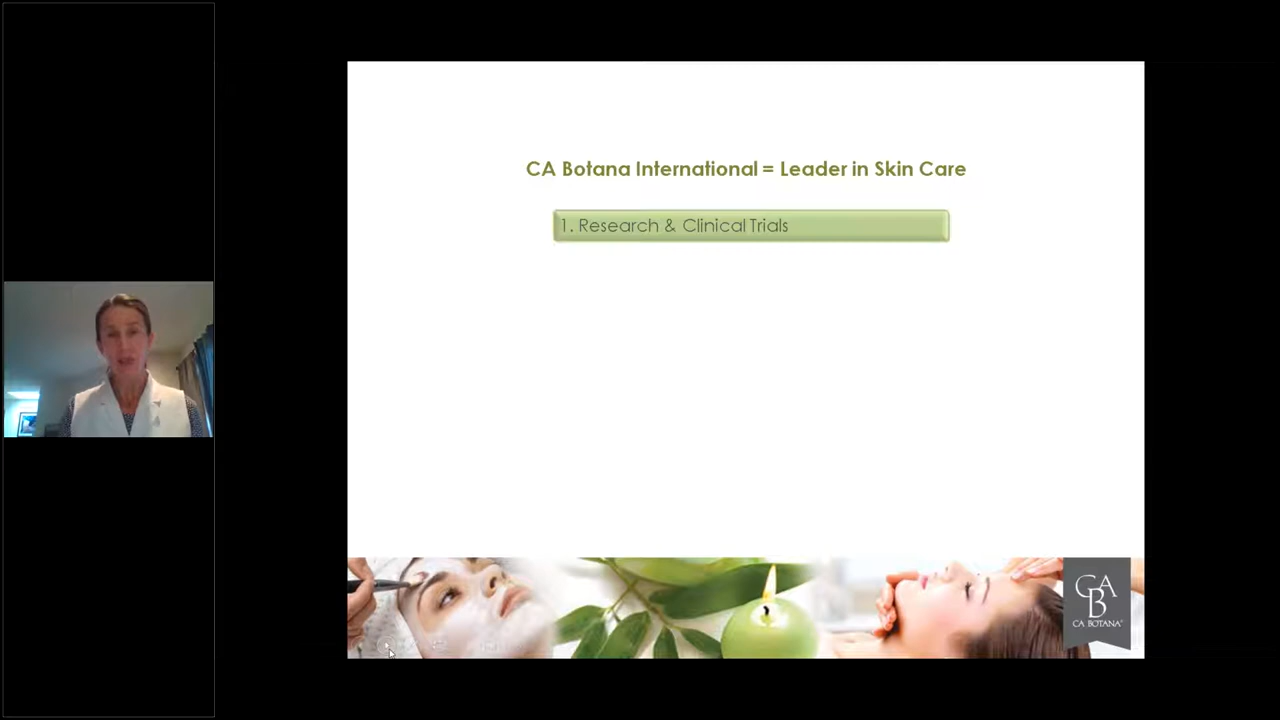 CA Botana International = Leader in Skin Care
1. Research & Clinical Trials
CA
B
CA BOTANA®